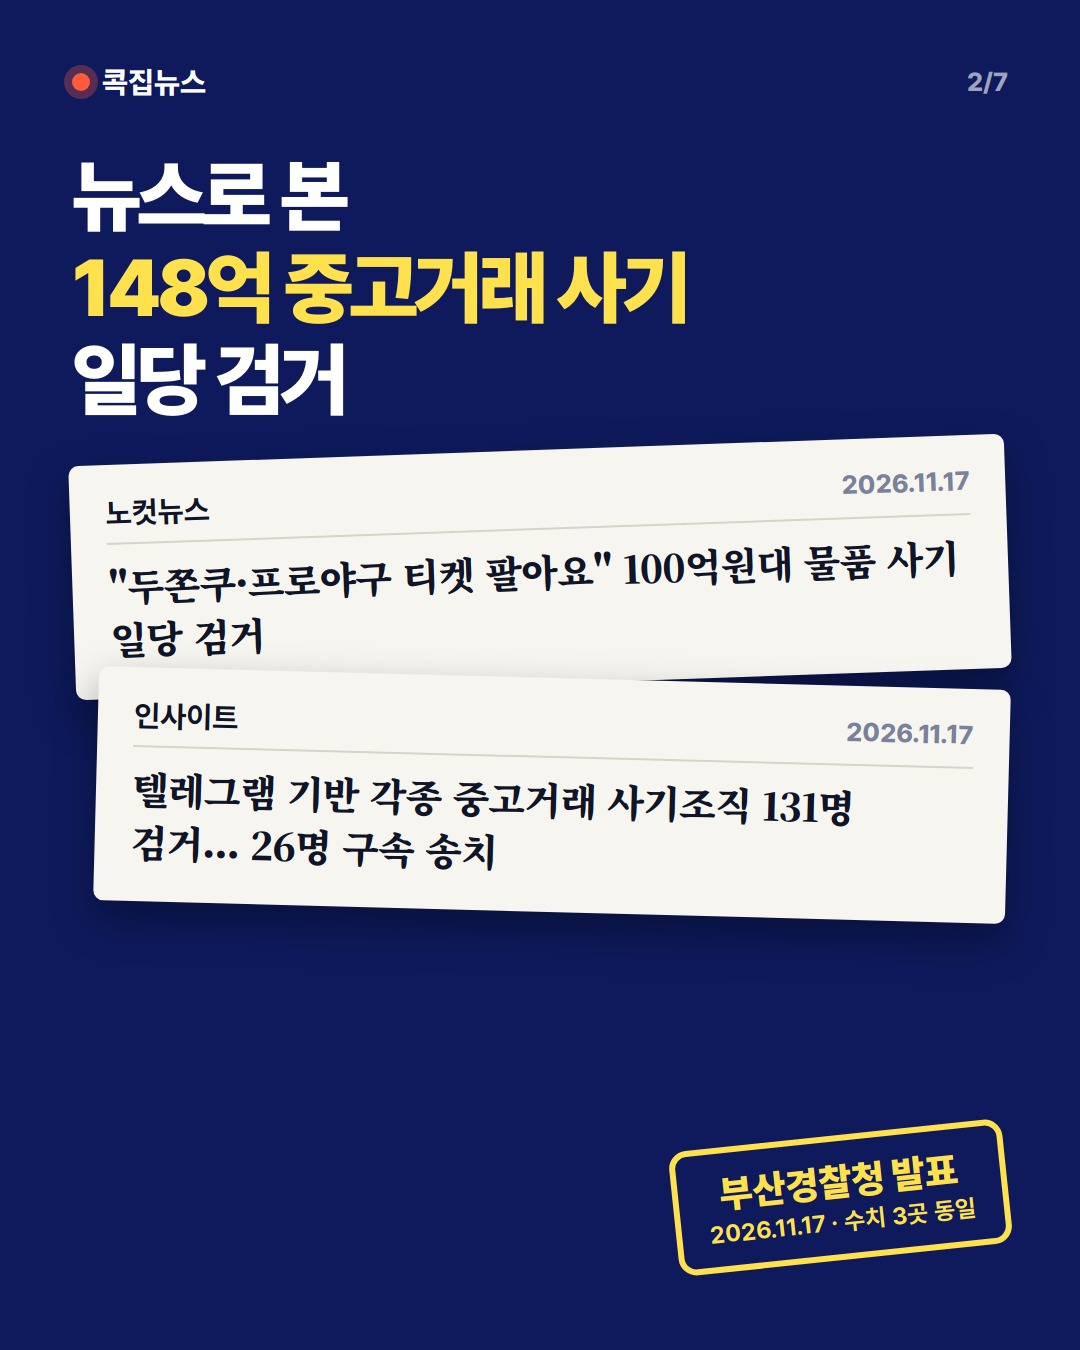 콕집뉴스
2/7
뉴스로 본
148억 중고거래 사기
일당 검거
노컷뉴스
2026.11.17
"두쫀쿠·프로야구 티켓 팔아요" 100억원대 물품 사기
일당 검거
인사이트
2026.11.17
텔레그램 기반 각종 중고거래 사기조직 131명
검거... 26명 구속 송치
부산경찰청 발표
2026.11.17 · 수치 3곳 동일